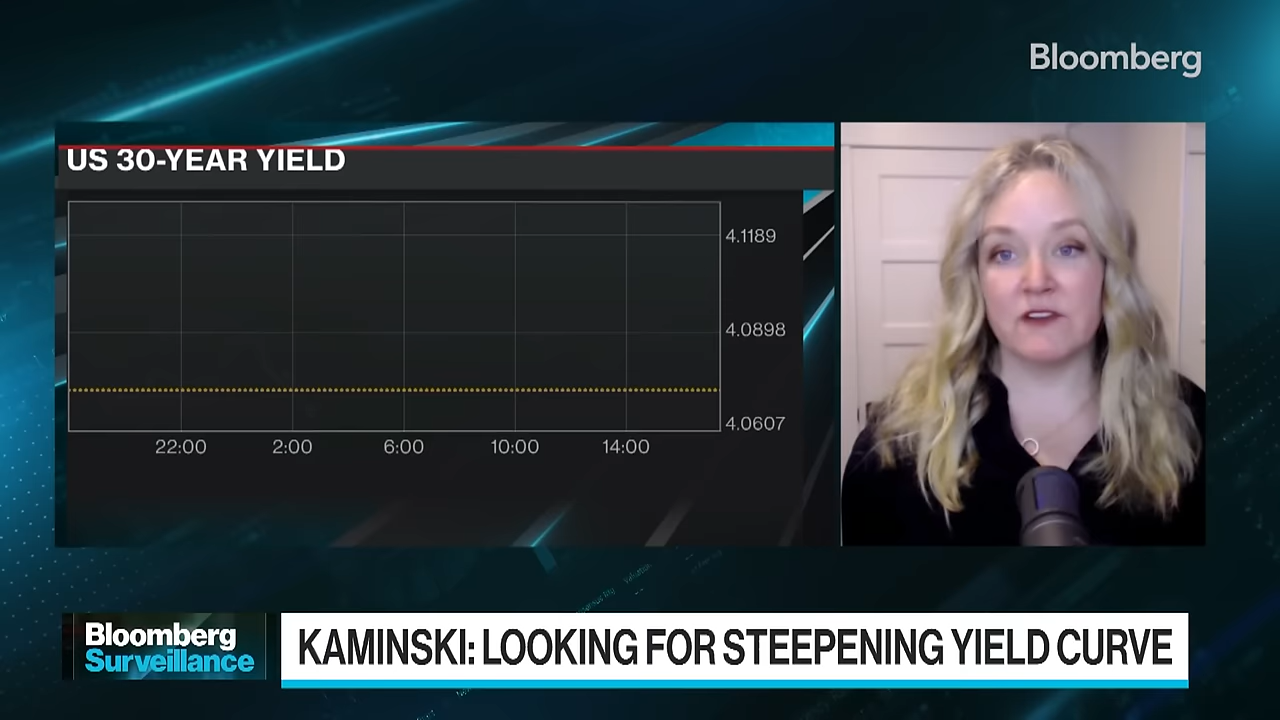 Bloomberg
US 30-YEAR YIELD
4.1189
4.0898
4.0607
22:00 2:00 6:00 10:00 14:00
Bloomberg
Surveillance
KAMINSKI: LOOKING FOR STEEPENING YIELD CURVE